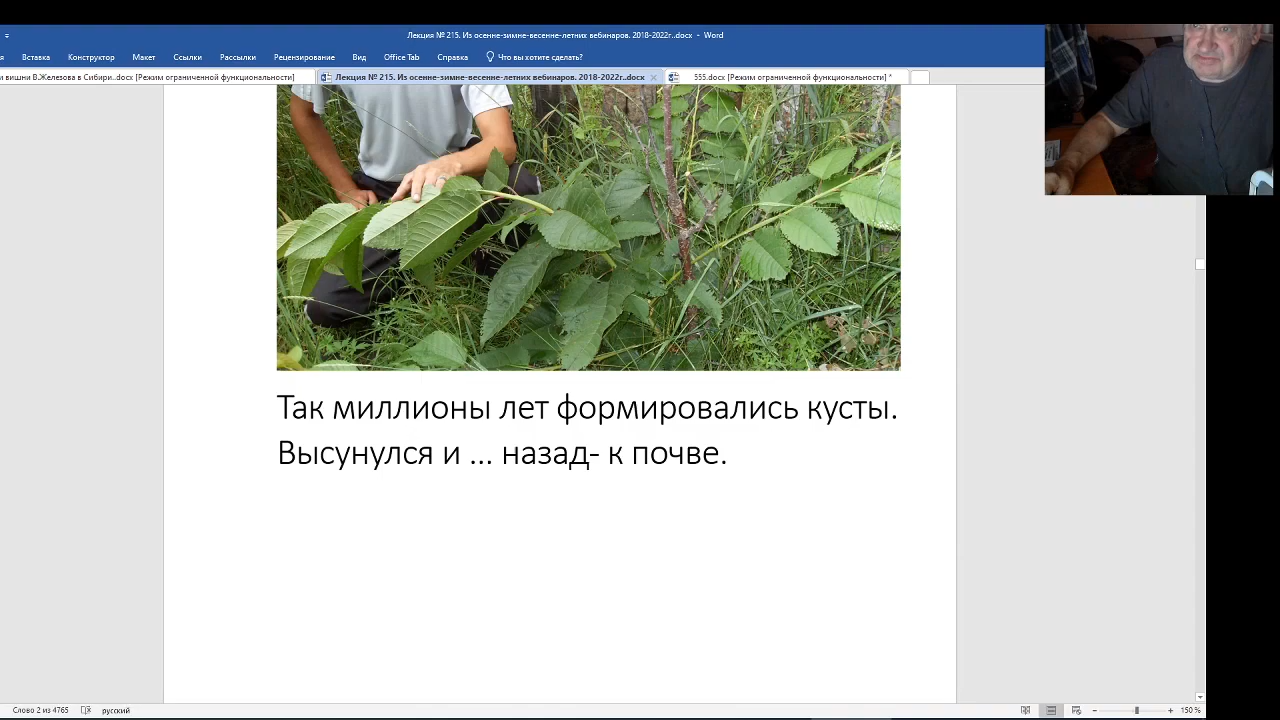 Лекция № 215. Из осенне-зимне-весенне-летних вебинаров. 2018-2022г..docx - Word
Вставка Конструктор Макет Ссылки Рассылки Рецензирование Вид Office Tab Справка Что вы хотите сделать?
и вишни В.Железова в Сибири..docx [Режим ограниченной функциональности] Лекция № 215. Из осенне-зимне-весенне-летних вебинаров. 2018-2022г..docx 555.docx [Режим ограниченной функциональности] *
Так миллионы лет формировались кусты.
Высунулся и ... назад- к почве.
Слово 2 из 4765 русский 150 %